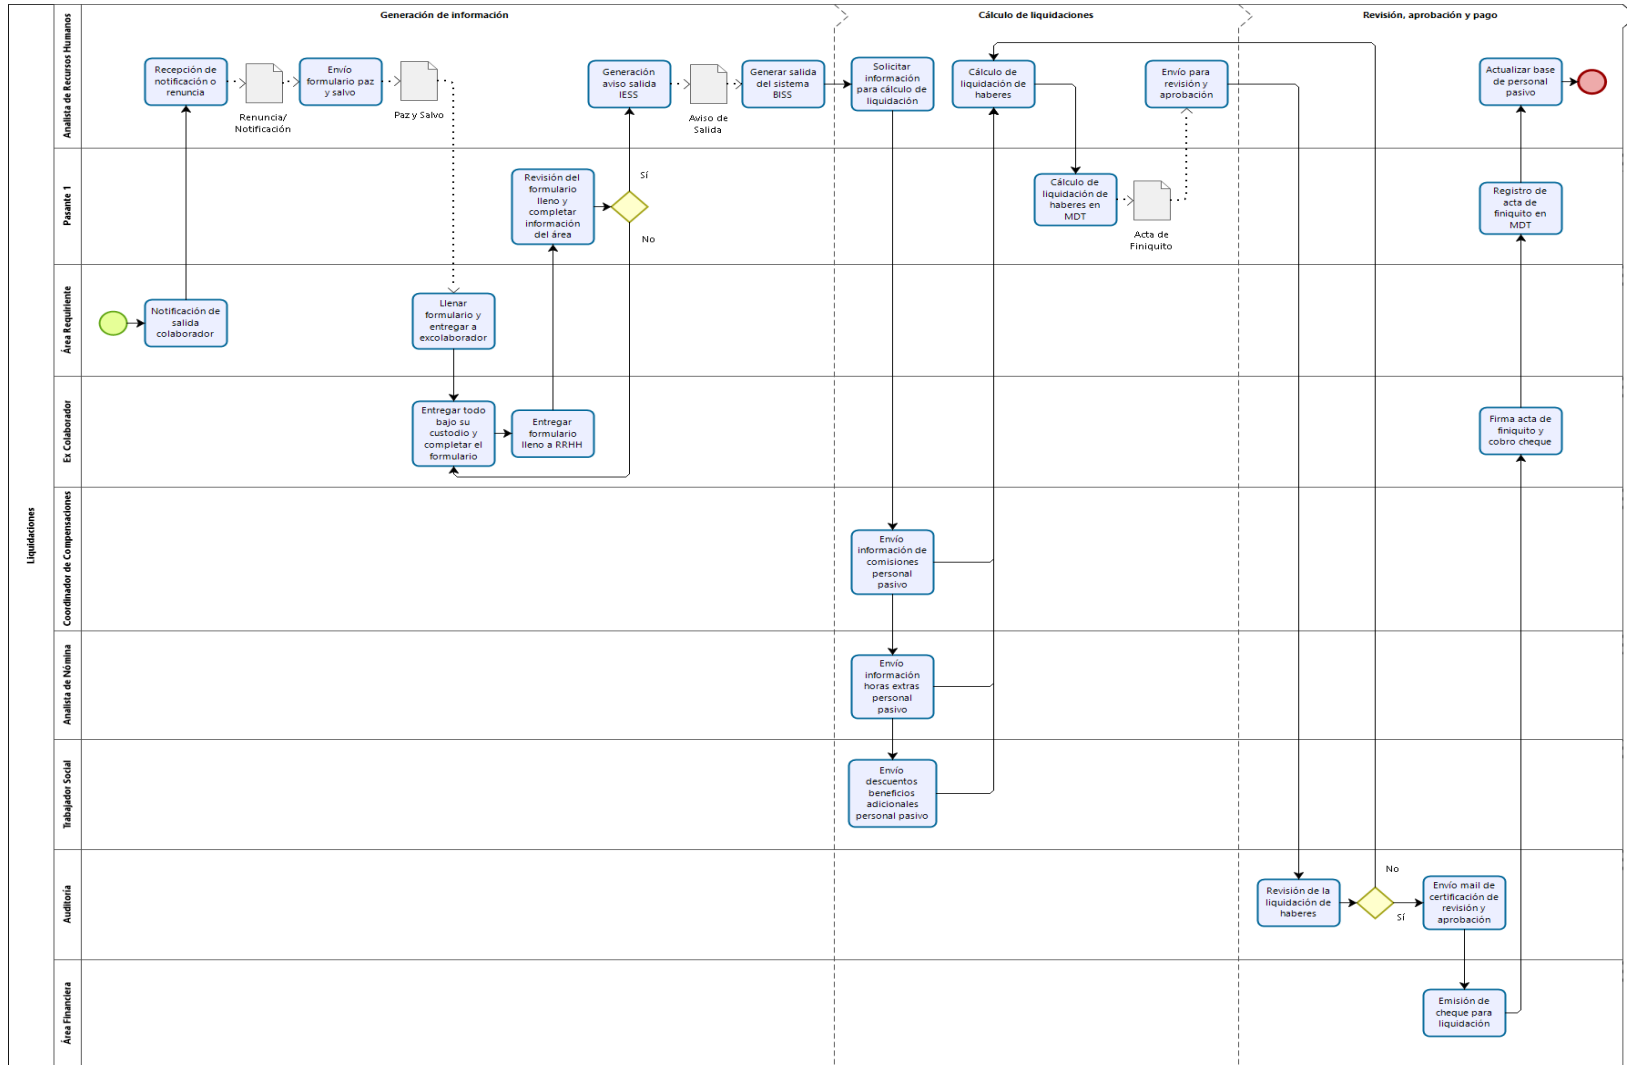 Generación de información
Cálculo de liquidaciones
Revisión, aprobación y pago
Liquidaciones
Analista de Recursos Humanos
Recepción de
notificación o
renuncia
Renuncia/
Notificación
Envío
formulario paz
y salvo
Paz y Salvo
Generación
aviso salida
IESS
Aviso de
Salida
Generar salida
del sistema
BISS
Solicitar
información
para cálculo de
liquidación
Cálculo de
liquidación de
haberes
Envío para
revisión y
aprobación
Actualizar base
de personal
pasivo
Pasante 1
Revisión del
formulario
lleno y
completar
información
del área
Sí
No
Cálculo de
liquidación de
haberes en
MDT
Acta de
Finiquito
Registro de
acta de
finiquito en
MDT
Área Requiriente
Notificación de
salida
colaborador
Llenar
formulario y
entregar a
excolaborador
Ex Colaborador
Entregar todo
bajo su
custodio y
completar el
formulario
Entregar
formulario
lleno a RRHH
Firma acta de
finiquito y
cobro cheque
Coordinador de Compensaciones
Envío
información de
comisiones
personal
pasivo
Analista de Nómina
Envío
información
horas extras
personal
pasivo
Trabajador Social
Envío
descuentos
beneficios
adicionales
personal pasivo
Auditoría
Revisión de la
liquidación de
haberes
No
Sí
Envío mail de
certificación de
revisión y
aprobación
Área Financiera
Emisión de
cheque para
liquidación